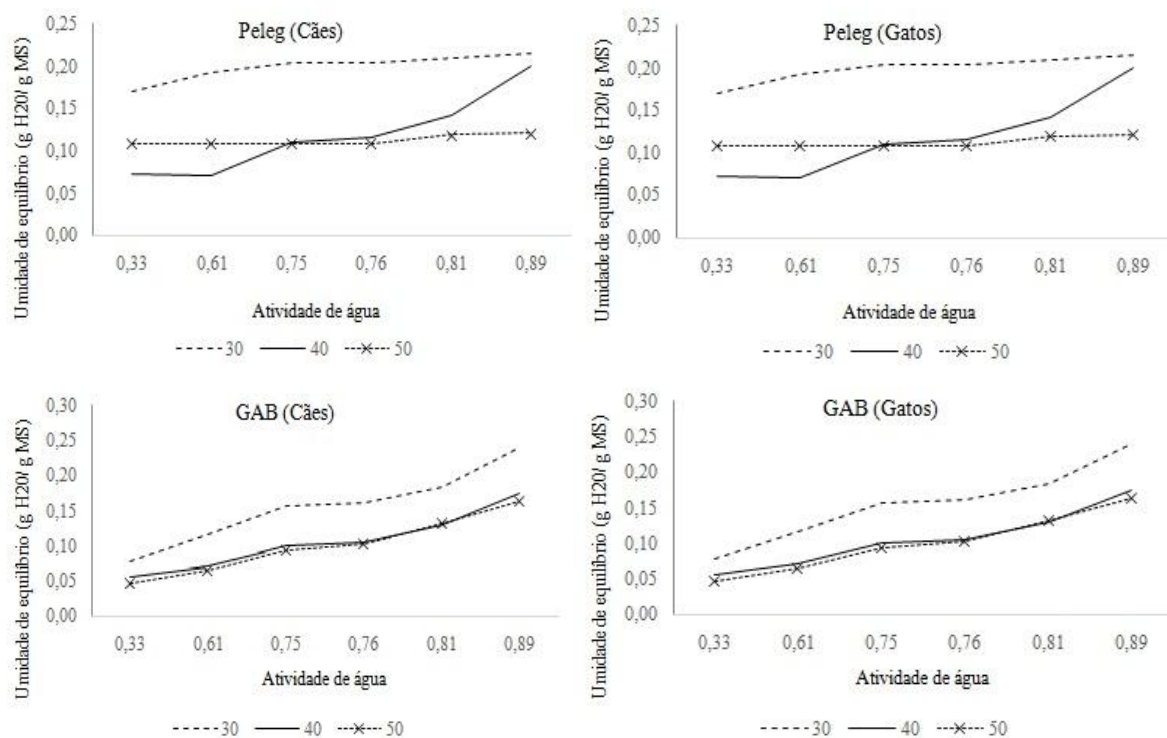 Peleg (Cães)
Umidade de equilíbrio (g H20/ g MS)
0,25
0,20
0,15
0,10
0,05
0,00
0,33 0,61 0,75 0,76 0,81 0,89
Atividade de água
30 40 50
Peleg (Gatos)
Umidade de equilíbrio (g H20/ g MS)
0,25
0,20
0,15
0,10
0,05
0,00
0,33 0,61 0,75 0,76 0,81 0,89
Atividade de água
30 40 50
GAB (Cães)
Umidade de equilíbrio (g H20/ g MS)
0,30
0,25
0,20
0,15
0,10
0,05
0,00
0,33 0,61 0,75 0,76 0,81 0,89
Atividade de água
30 40 50
GAB (Gatos)
Umidade de equilíbrio (g H20/ g MS)
0,30
0,25
0,20
0,15
0,10
0,05
0,00
0,33 0,61 0,75 0,76 0,81 0,89
Atividade de água
30 40 50